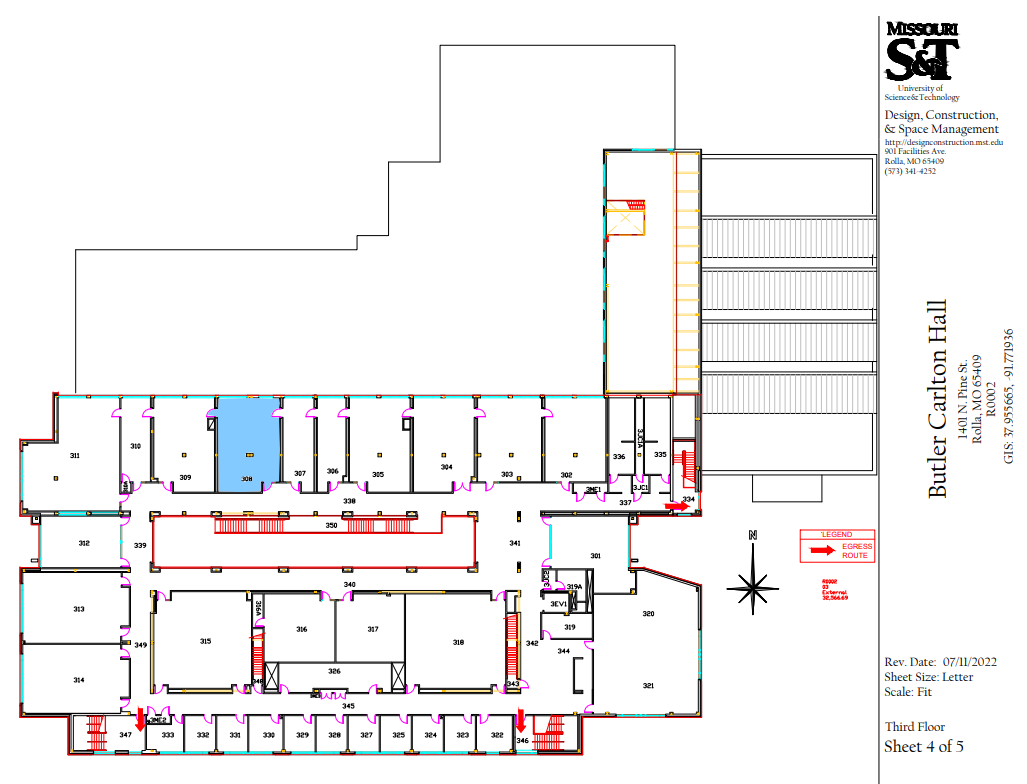 MISSOURI
S&T
University of
Science&Technology
Design, Construction,
& Space Management
http://designconstruction.mst.edu
901 Facilities Ave.
Rolla, MO 65409
(573) 341-4252
Butler Carlton Hall
1401 N. Pine St.
Rolla, MO 65409
R0002
GIS: 37.955665, -91.771936
311
310
309
308
307
306
305
304
303
302
336
3JC1A
335
338
3ME1
3JC1
337
334
350
312
339
341
301
340
3JC2
319A
3EV1
313
349
315
316A
316
317
318
342
319
344
320
314
326
343
321
345
347
3ME2
333
332
331
330
329
328
327
325
324
323
322
346
N
LEGEND
EGRESS
ROUTE
R0002
03
External
32,566.69
Rev. Date: 07/11/2022
Sheet Size: Letter
Scale: Fit
Third Floor
Sheet 4 of 5